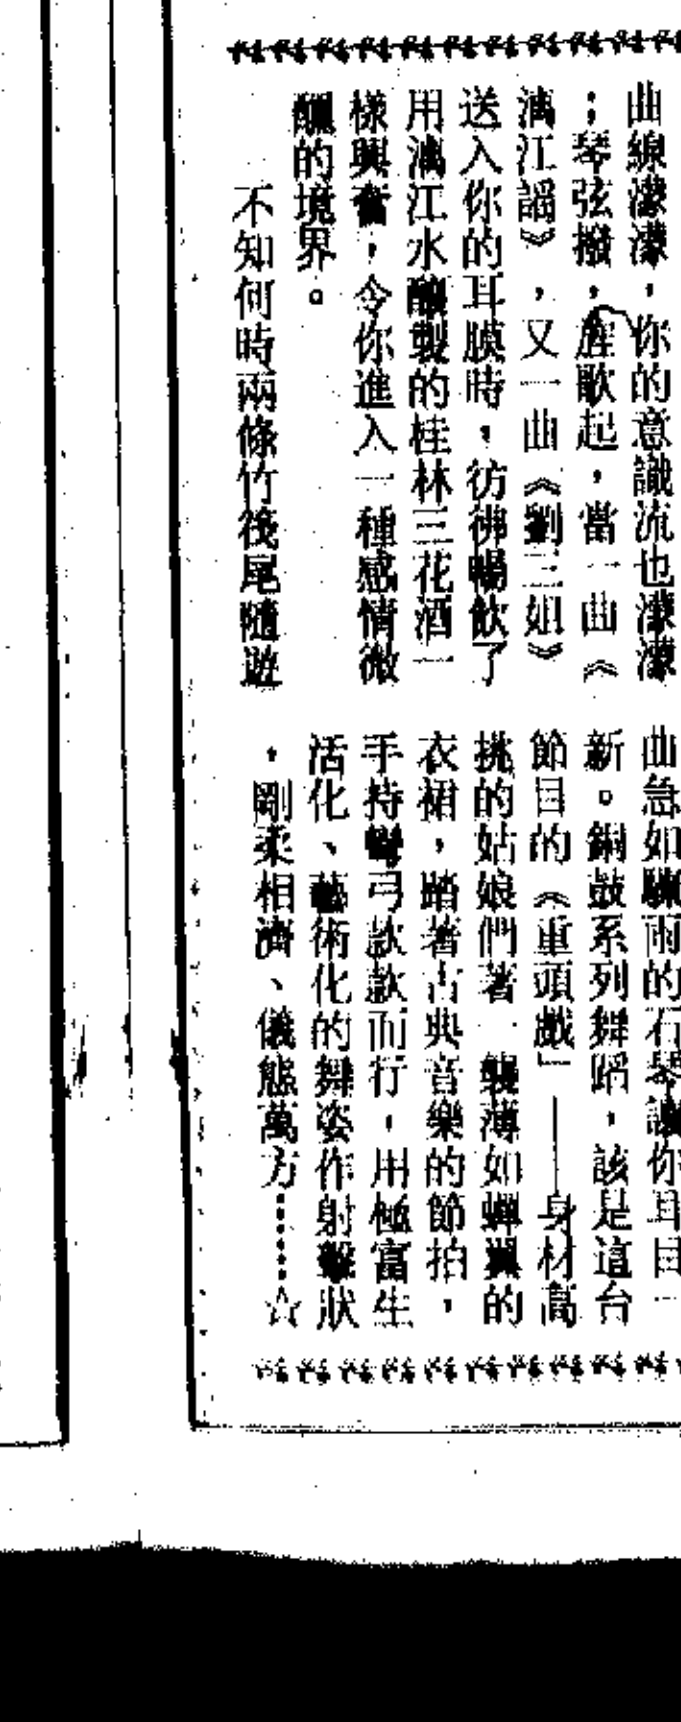 曲線濛濛，你的意識流也濛濛
；琴弦撥，腔歌起，當一曲《
漓江謠》，又一曲《劉三姐》
送入你的耳膜時，彷彿暢飲了
用漓江水釀製的桂林三花酒一
樣興奮，令你進入一種感情微
醺的境界。
不知何時兩條竹筏尾隨遊
曲急如驟雨的石琴讓你耳目一
新。銅鼓系列舞蹈，該是這台
節目的《重頭戲」——身材高
挑的姑娘們著一襲薄如蟬翼的
衣裙，踏著古典音樂的節拍，
手持彎弓款款而行，用極富生
活化、藝術化的舞姿作射擊狀
，剛柔相濟、儀態萬方……☆